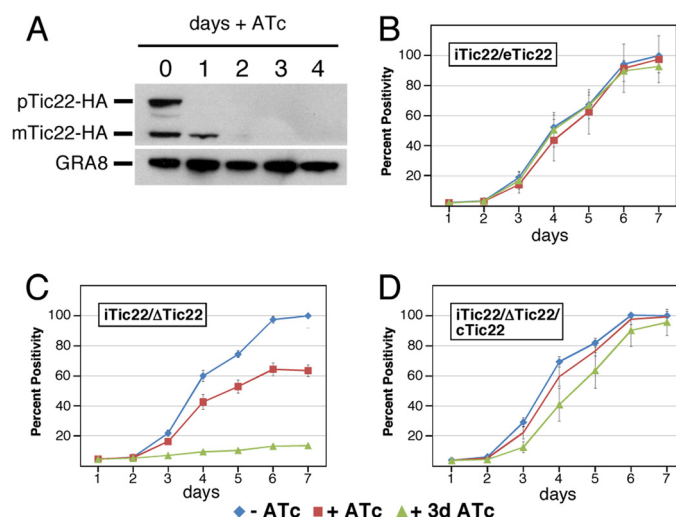 A
days + ATc
0 1 2 3 4
pTic22-HA
mTic22-HA
GRA8
B
iTic22/eTic22
Percent Positivity
100
80
60
40
20
1 2 3 4 5 6 7
days
C
iTic22/ΔTic22
Percent Positivity
100
80
60
40
20
1 2 3 4 5 6 7
days
D
iTic22/ΔTic22/
cTic22
Percent Positivity
100
80
60
40
20
1 2 3 4 5 6 7
days
- ATc + ATc + 3d ATc